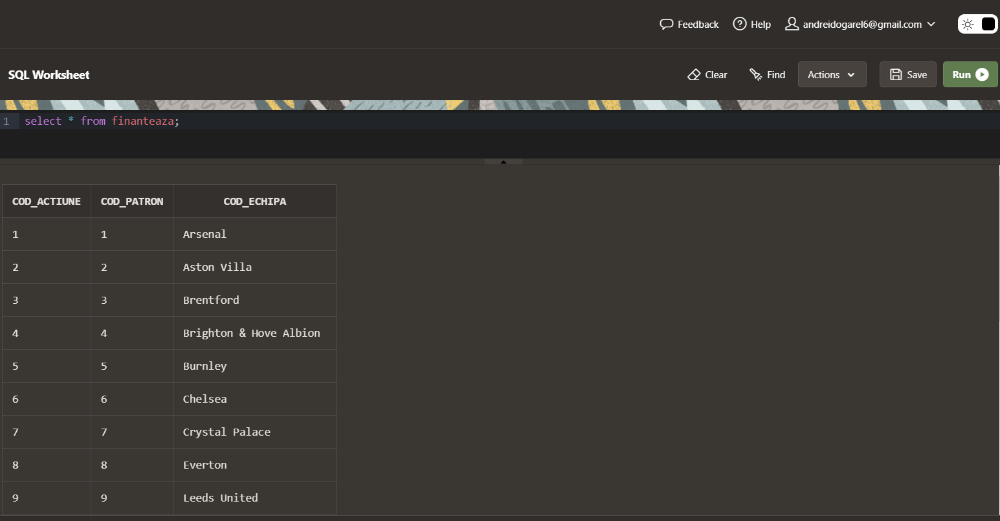 Feedback Help andreidogarel6@gmail.com
SQL Worksheet Clear Find Actions Save Run
1 select * from finanteaza;
COD_ACTIUNE COD_PATRON COD_ECHIPA
1 1 Arsenal
2 2 Aston Villa
3 3 Brentford
4 4 Brighton & Hove Albion
5 5 Burnley
6 6 Chelsea
7 7 Crystal Palace
8 8 Everton
9 9 Leeds United